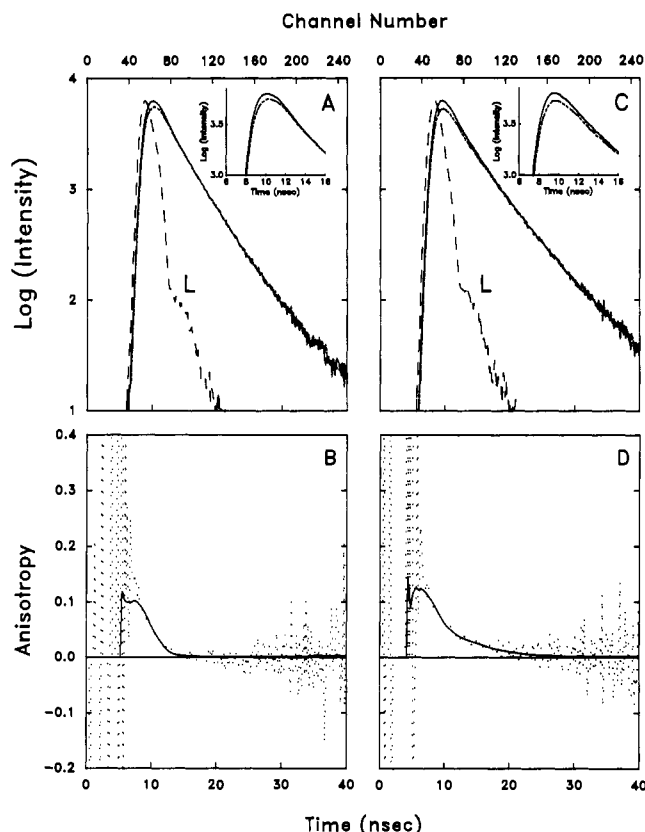 Channel Number
0 40 80 120 160 200 240
0 40 80 120 160 200 240
Log (Intensity)
4
3
2
1
A
L
Log (Intensity)
3.5
3.0
6 8 10 12 14 16
Time (nsec)
C
L
Log (Intensity)
3.5
3.0
6 8 10 12 14 16
Time (nsec)
Anisotropy
0.4
0.3
0.2
0.1
0.0
-0.1
-0.2
B
D
0 10 20 30 40
0 10 20 30 40
Time (nsec)